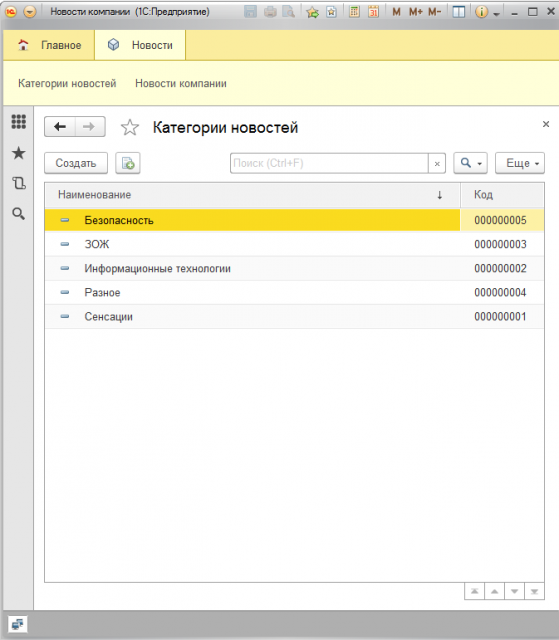 Новости компании (1С:Предприятие)
M M+ M-
Главное Новости
Категории новостей Новости компании
Категории новостей
Создать Поиск (Ctrl+F) Еще
Наименование ↓ Код
Безопасность 000000005
ЗОЖ 000000003
Информационные технологии 000000002
Разное 000000004
Сенсации 000000001